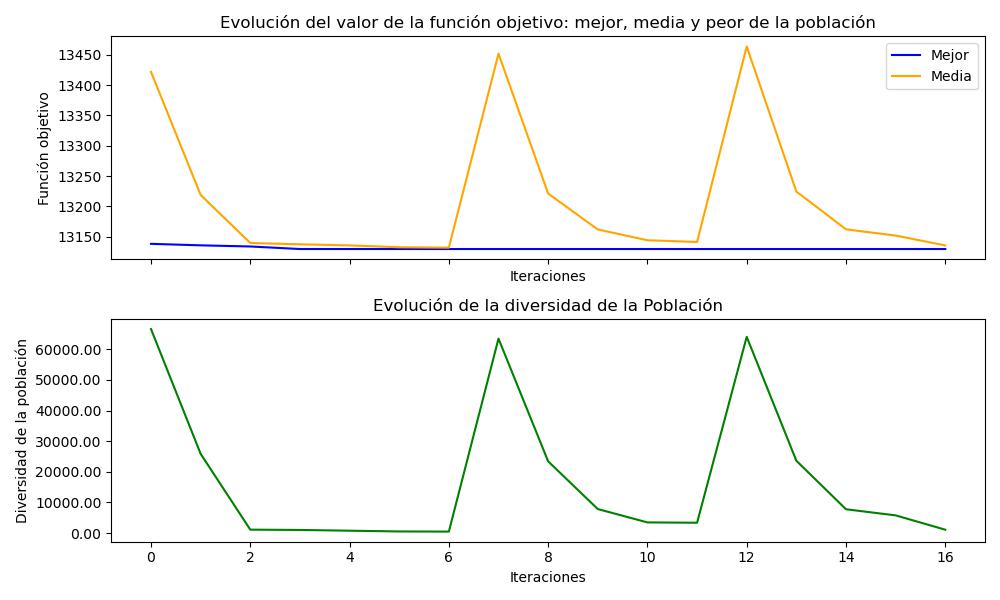 Evolución del valor de la función objetivo: mejor, media y peor de la población
Función objetivo
13450
13400
13350
13300
13250
13200
13150
Mejor
Media
Iteraciones
Evolución de la diversidad de la Población
Diversidad de la población
60000.00
50000.00
40000.00
30000.00
20000.00
10000.00
0.00
0 2 4 6 8 10 12 14 16
Iteraciones